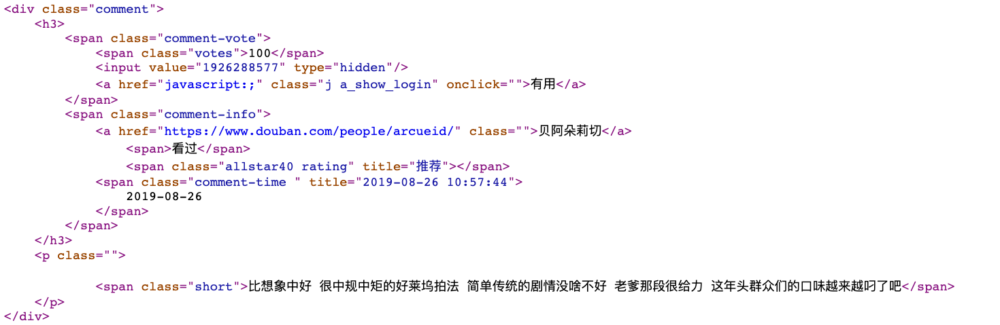 <div class="comment">
<h3>
<span class="comment-vote">
<span class="votes">100</span>
<input value="1926288577" type="hidden"/>
<a href="javascript:;" class="j a_show_login" onclick="">有用</a>
</span>
<span class="comment-info">
<a href="https://www.douban.com/people/arcueid/" class="">贝阿朵莉切</a>
<span>看过</span>
<span class="allstar40 rating" title="推荐"></span>
<span class="comment-time " title="2019-08-26 10:57:44">
2019-08-26
</span>
</span>
</h3>
<p class="">
<span class="short">比想象中好 很中规中矩的好莱坞拍法 简单传统的剧情没啥不好 老爹那段很给力 这年头群众们的口味越来越叼了吧</span>
</p>
</div>